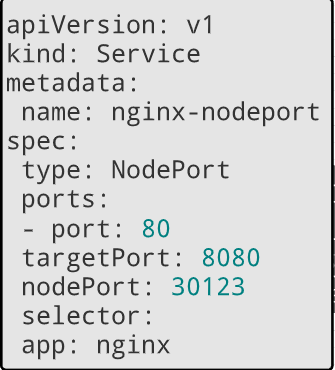 apiVersion: v1
kind: Service
metadata:
 name: nginx-nodeport
spec:
 type: NodePort
 ports:
 - port: 80
 targetPort: 8080
 nodePort: 30123
 selector:
 app: nginx